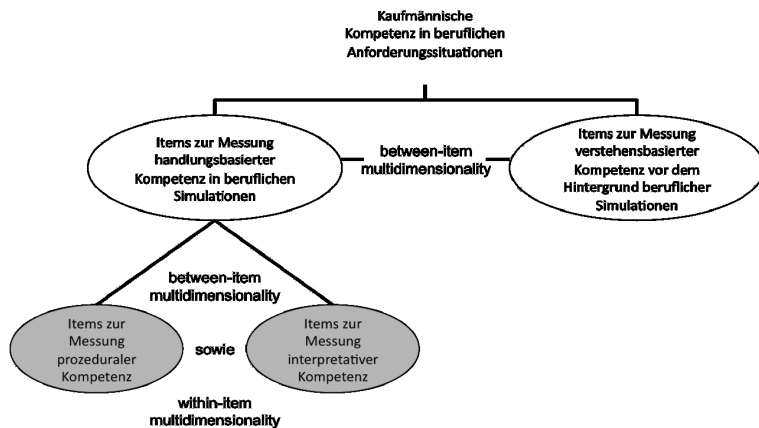 Kaufmännische
Kompetenz in beruflichen
Anforderungssituationen
Items zur Messung
handlungsbasierter
Kompetenz in beruflichen
Simulationen
between-item
multidimensionality
Items zur Messung
verstehensbasierter
Kompetenz vor dem
Hintergrund beruflicher
Simulationen
between-item
multidimensionality
Items zur
Messung
prozeduraler
Kompetenz
sowie
Items zur
Messung
interpretativer
Kompetenz
within-item
multidimensionality